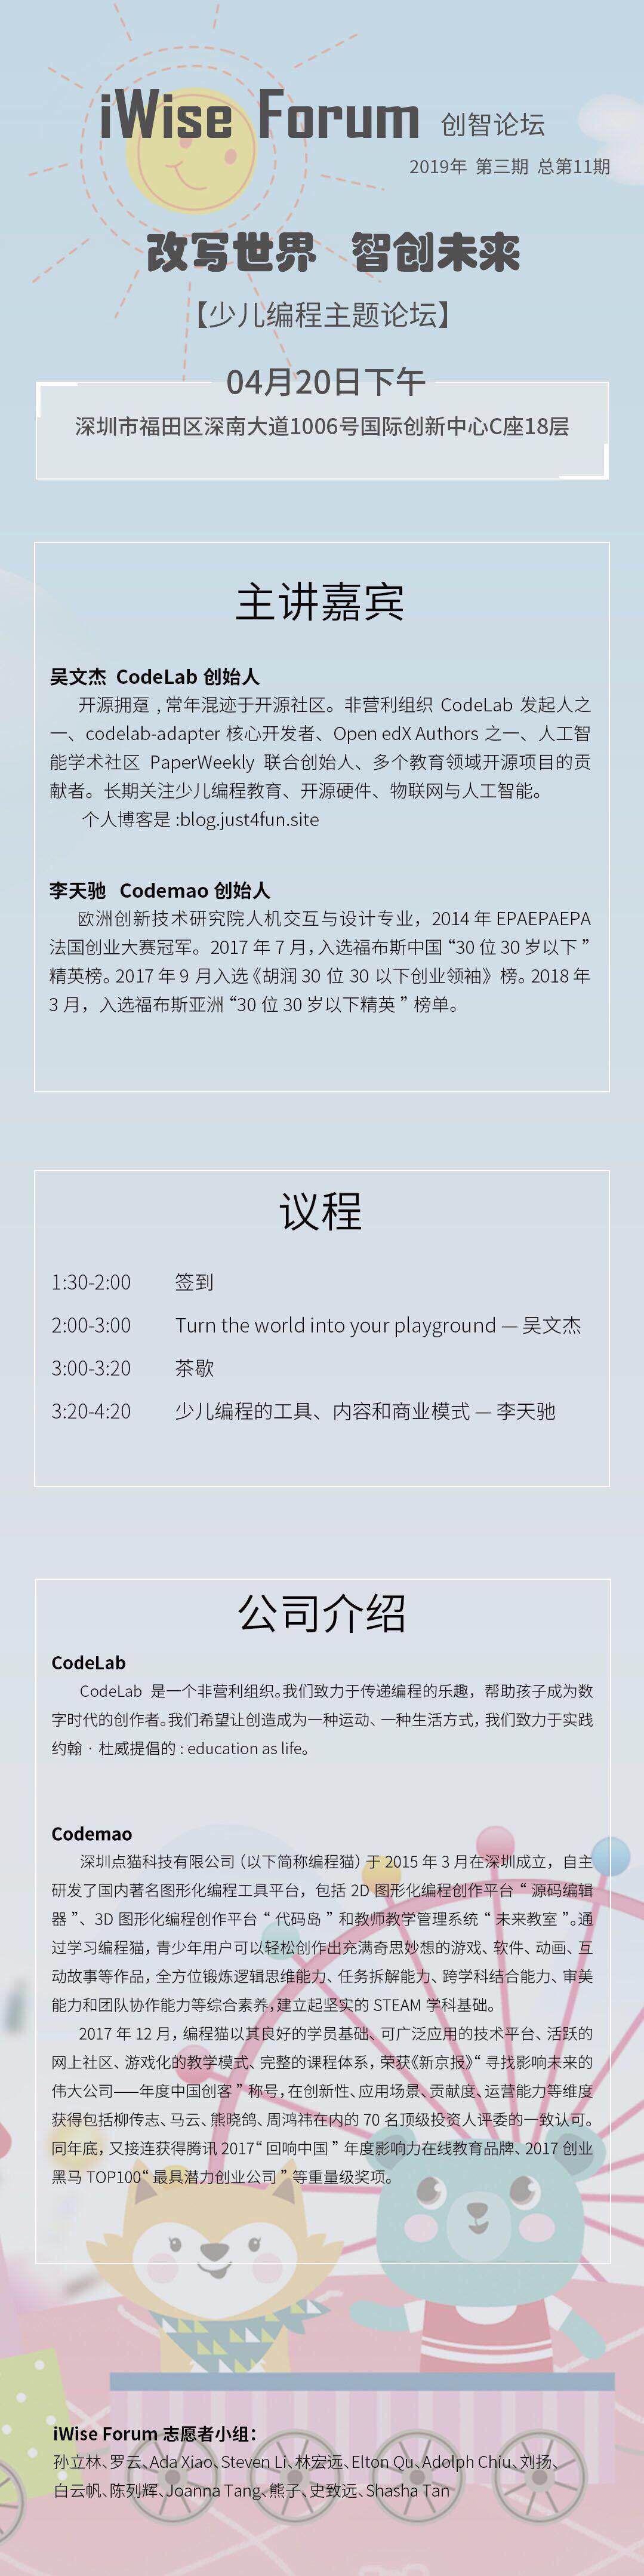 iWise Forum 创智论坛
2019年 第三期 总第11期
改写世界 智创未来
【少儿编程主题论坛】
04月20日下午
深圳市福田区深南大道1006号国际创新中心C座18层
主讲嘉宾
吴文杰 CodeLab 创始人
开源拥趸，常年混迹于开源社区。非营利组织 CodeLab 发起人之
一、codelab-adapter 核心开发者、Open edX Authors 之一、人工智
能学术社区 PaperWeekly 联合创始人、多个教育领域开源项目的贡
献者。长期关注少儿编程教育、开源硬件、物联网与人工智能。
个人博客是 :blog.just4fun.site
李天驰 Codemao 创始人
欧洲创新技术研究院人机交互与设计专业，2014 年 EPAEPAEPA
法国创业大赛冠军。2017 年 7 月，入选福布斯中国 “30 位 30 岁以下 ”
精英榜。2017 年 9 月入选《胡润 30 位 30 以下创业领袖》榜。2018 年
3 月，入选福布斯亚洲 “30 位 30 岁以下精英 ” 榜单。
议程
1:30-2:00 签到
2:00-3:00 Turn the world into your playground — 吴文杰
3:00-3:20 茶歇
3:20-4:20 少儿编程的工具、内容和商业模式 — 李天驰
公司介绍
CodeLab
CodeLab 是一个非营利组织。我们致力于传递编程的乐趣，帮助孩子成为数
字时代的创作者。我们希望让创造成为一种运动、一种生活方式，我们致力于实践
约翰 · 杜威提倡的 : education as life。
Codemao
深圳点猫科技有限公司（以下简称编程猫）于 2015 年 3 月在深圳成立，自主
研发了国内著名图形化编程工具平台，包括 2D 图形化编程创作平台 “ 源码编辑
器 ”、3D 图形化编程创作平台 “ 代码岛 ” 和教师教学管理系统 “ 未来教室 ”。通
过学习编程猫，青少年用户可以轻松创作出充满奇思妙想的游戏、软件、动画、互
动故事等作品，全方位锻炼逻辑思维能力、任务拆解能力、跨学科结合能力、审美
能力和团队协作能力等综合素养，建立起坚实的 STEAM 学科基础。
2017 年 12 月，编程猫以其良好的学员基础、可广泛应用的技术平台、活跃的
网上社区、游戏化的教学模式、完整的课程体系，荣获《新京报》“ 寻找影响未来的
伟大公司——年度中国创客 ” 称号，在创新性、应用场景、贡献度、运营能力等维度
获得包括柳传志、马云、熊晓鸽、周鸿祎在内的 70 名顶级投资人评委的一致认可。
同年底，又接连获得腾讯 2017“ 回响中国 ” 年度影响力在线教育品牌、2017 创业
黑马 TOP100“ 最具潜力创业公司 ” 等重量级奖项。
iWise Forum 志愿者小组：
孙立林、罗云、Ada Xiao、Steven Li、林宏远、Elton Qu、Adolph Chiu、刘扬、
白云帆、陈列辉、Joanna Tang、熊子、史致远、Shasha Tan